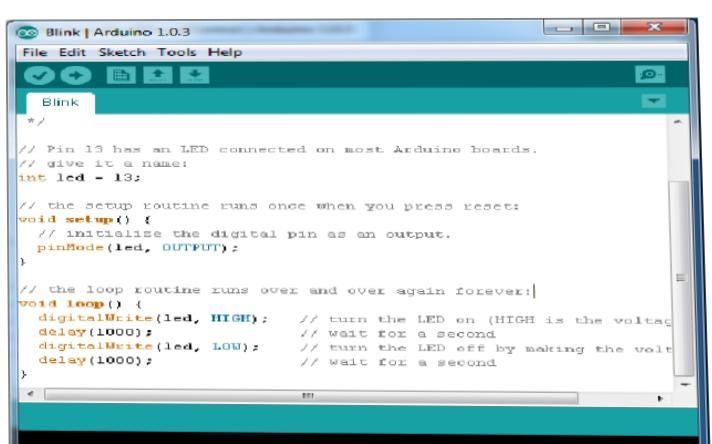 Blink | Arduino 1.0.3
File Edit Sketch Tools Help
Blink
*/
// Pin 13 has an LED connected on most Arduino boards.
// give it a name:
int led = 13;
// the setup routine runs once when you press reset:
void setup() {
// initialize the digital pin as an output.
pinMode(led, OUTPUT);
}
// the loop routine runs over and over again forever:
void loop() {
digitalWrite(led, HIGH); // turn the LED on (HIGH is the voltag
delay(1000); // wait for a second
digitalWrite(led, LOW); // turn the LED off by making the volt
delay(1000); // wait for a second
}